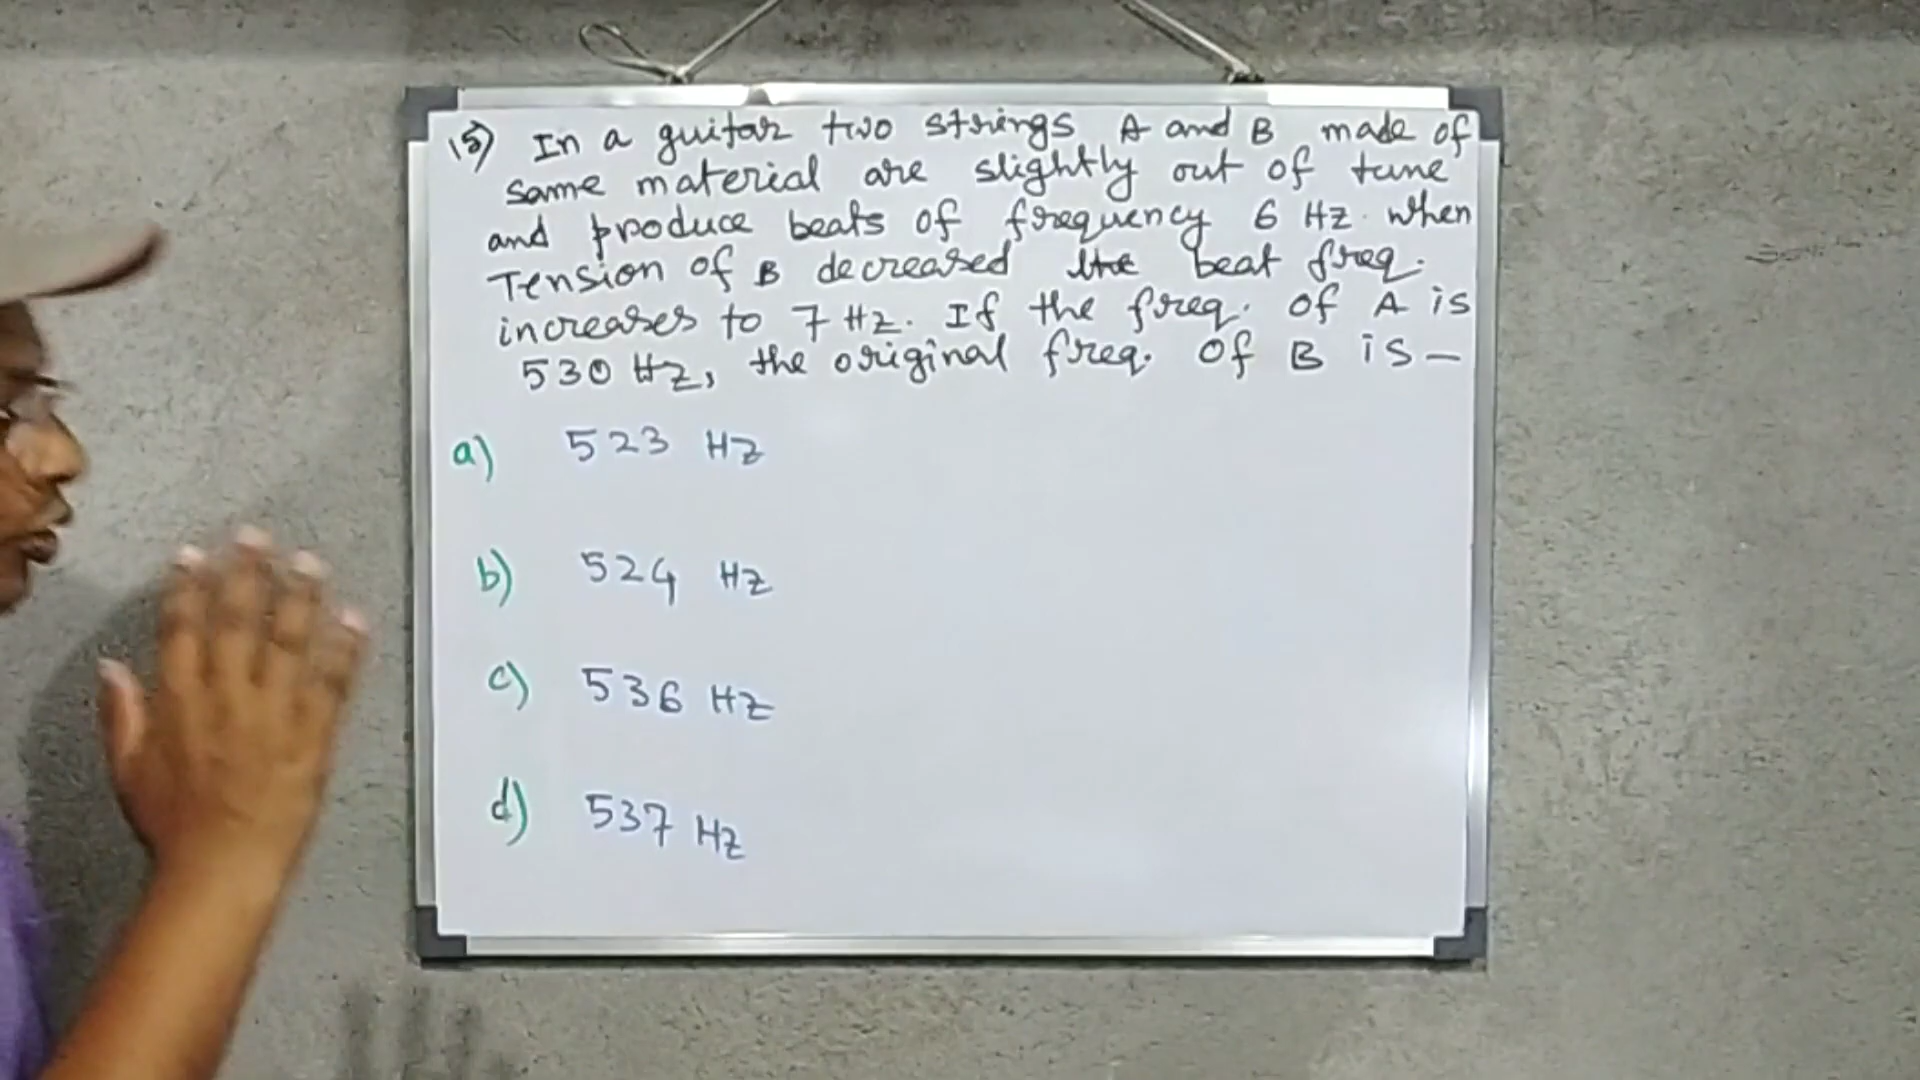 15) In a guitar two strings A and B made of
same material are slightly out of tune
and produce beats of frequency 6 Hz. When
Tension of B decreased the beat freq.
increases to 7 Hz. If the freq. of A is
530 Hz, the original freq. of B is —
a) 523 Hz
b) 524 Hz
c) 536 Hz
d) 537 Hz